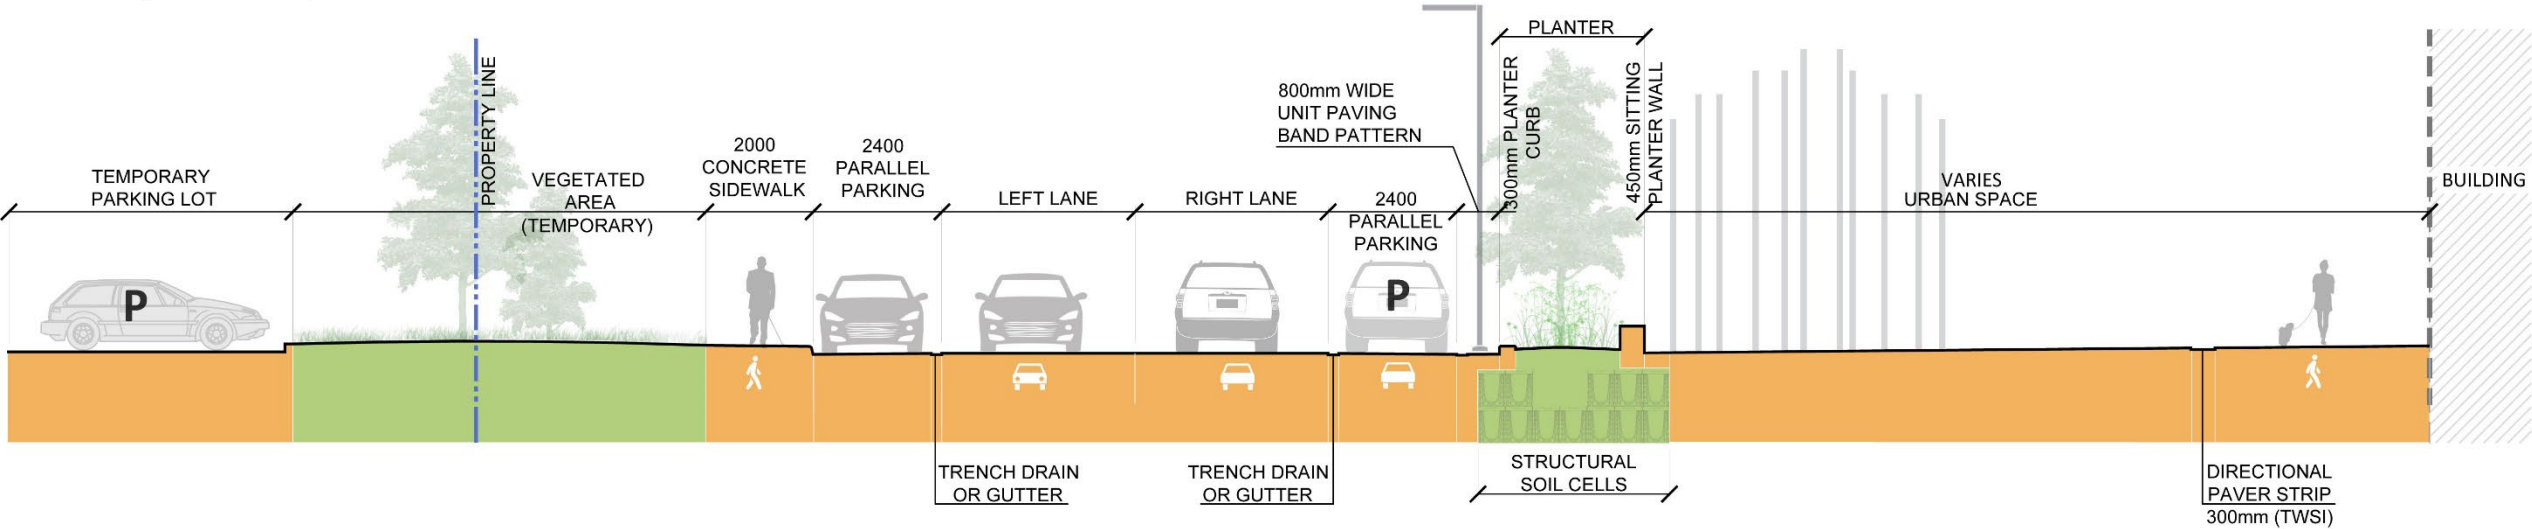 TEMPORARY
PARKING LOT
PROPERTY LINE
VEGETATED
AREA
(TEMPORARY)
2000
CONCRETE
SIDEWALK
2400
PARALLEL
PARKING
LEFT LANE
RIGHT LANE
2400
PARALLEL
PARKING
800mm WIDE
UNIT PAVING
BAND PATTERN
PLANTER
300mm PLANTER
CURB
450mm SITTING
PLANTER WALL
VARIES
URBAN SPACE
BUILDING
P
P
TRENCH DRAIN
OR GUTTER
TRENCH DRAIN
OR GUTTER
STRUCTURAL
SOIL CELLS
DIRECTIONAL
PAVER STRIP
300mm (TWSI)